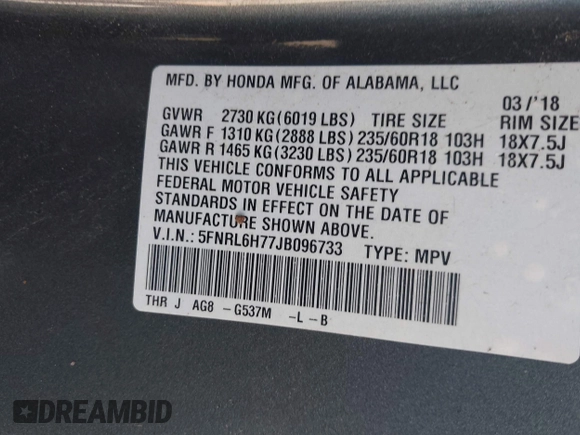 MFD. BY HONDA MFG. OF ALABAMA, LLC
03/'18
GVWR 2730 KG(6019 LBS) TIRE SIZE RIM SIZE
GAWR F 1310 KG(2888 LBS) 235/60R18 103H 18X7.5J
GAWR R 1465 KG(3230 LBS) 235/60R18 103H 18X7.5J
THIS VEHICLE CONFORMS TO ALL APPLICABLE
FEDERAL MOTOR VEHICLE SAFETY
STANDARDS IN EFFECT ON THE DATE OF
MANUFACTURE SHOWN ABOVE.
V.I.N.: 5FNRL6H77JB096733 TYPE: MPV
THR J AG8 -G537M -L-B
DREAMBID